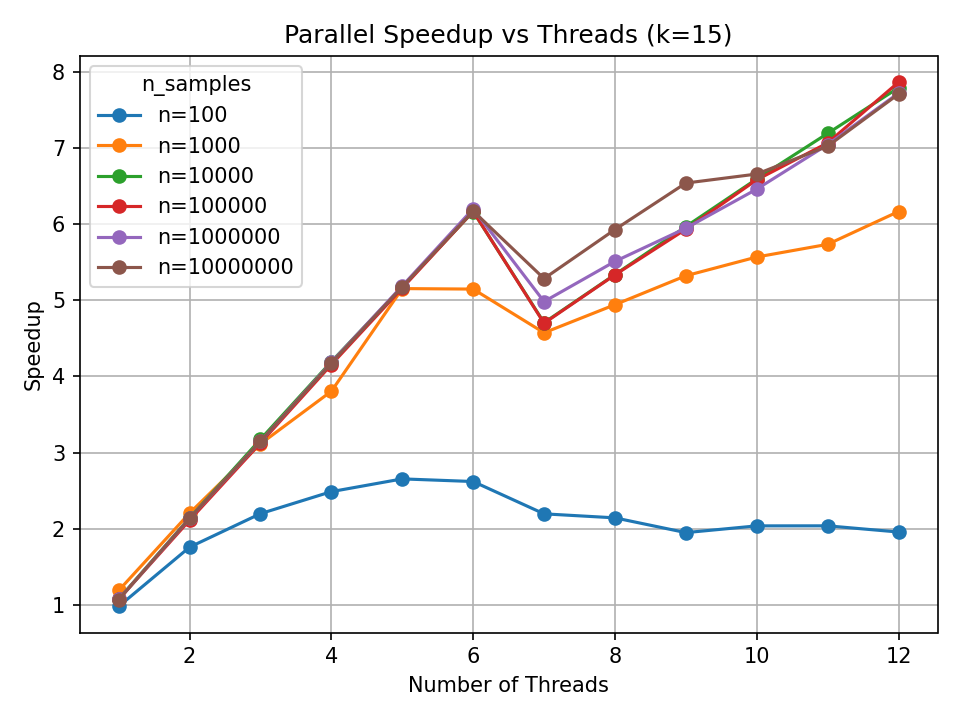 Parallel Speedup vs Threads (k=15)
n_samples
n=100
n=1000
n=10000
n=100000
n=1000000
n=10000000
Speedup
8
7
6
5
4
3
2
1
2 4 6 8 10 12
Number of Threads